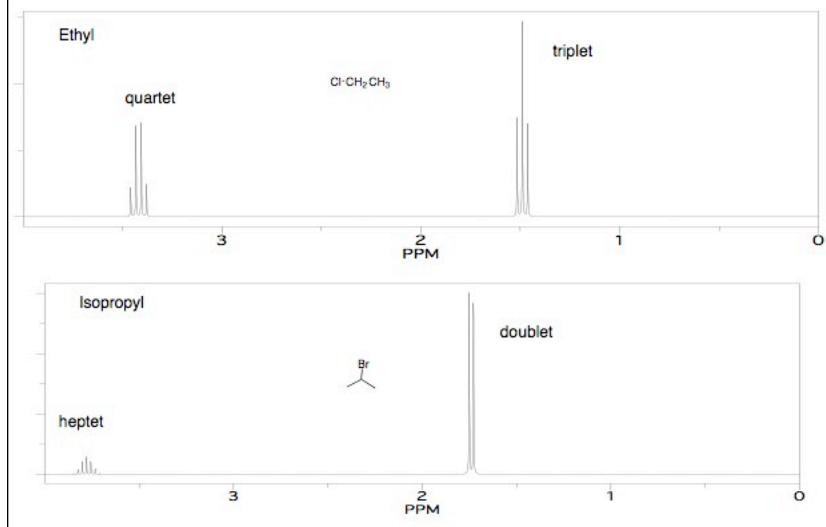 Ethyl
triplet
Cl-CH₂CH₃
quartet
3
2
1
0
PPM
Isopropyl
doublet
Br
heptet
3
2
1
0
PPM